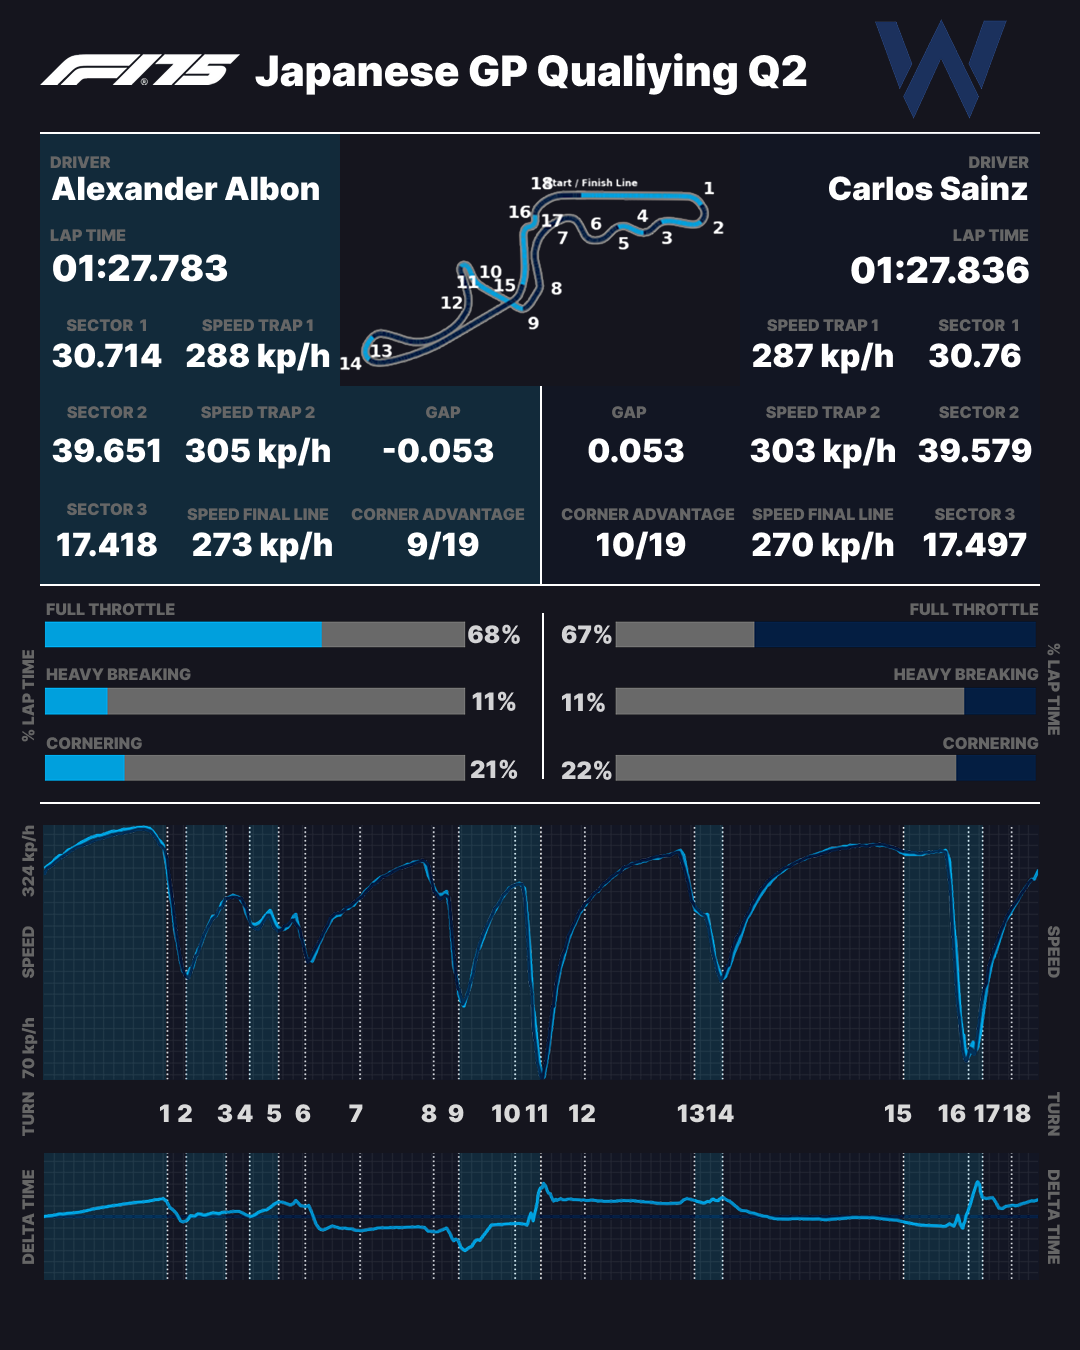 F1.75 Japanese GP Qualiying Q2
DRIVER
Alexander Albon
LAP TIME
01:27.783
SECTOR 1 SPEED TRAP 1
30.714 288 kp/h
SECTOR 2 SPEED TRAP 2 GAP
39.651 305 kp/h -0.053
SECTOR 3 SPEED FINAL LINE CORNER ADVANTAGE
17.418 273 kp/h 9/19
Start / Finish Line
1
2
3
4
5
6
7
8
9
10
11
12
13
14
15
16
17
18
DRIVER
Carlos Sainz
LAP TIME
01:27.836
SPEED TRAP 1 SECTOR 1
287 kp/h 30.76
GAP SPEED TRAP 2 SECTOR 2
0.053 303 kp/h 39.579
CORNER ADVANTAGE SPEED FINAL LINE SECTOR 3
10/19 270 kp/h 17.497
% LAP TIME
FULL THROTTLE
68%
HEAVY BREAKING
11%
CORNERING
21%
FULL THROTTLE
67%
HEAVY BREAKING
11%
CORNERING
22%
% LAP TIME
324 kp/h
SPEED
70 kp/h
SPEED
TURN
1 2 3 4 5 6 7 8 9 10 11 12 13 14 15 16 17 18
TURN
DELTA TIME
DELTA TIME